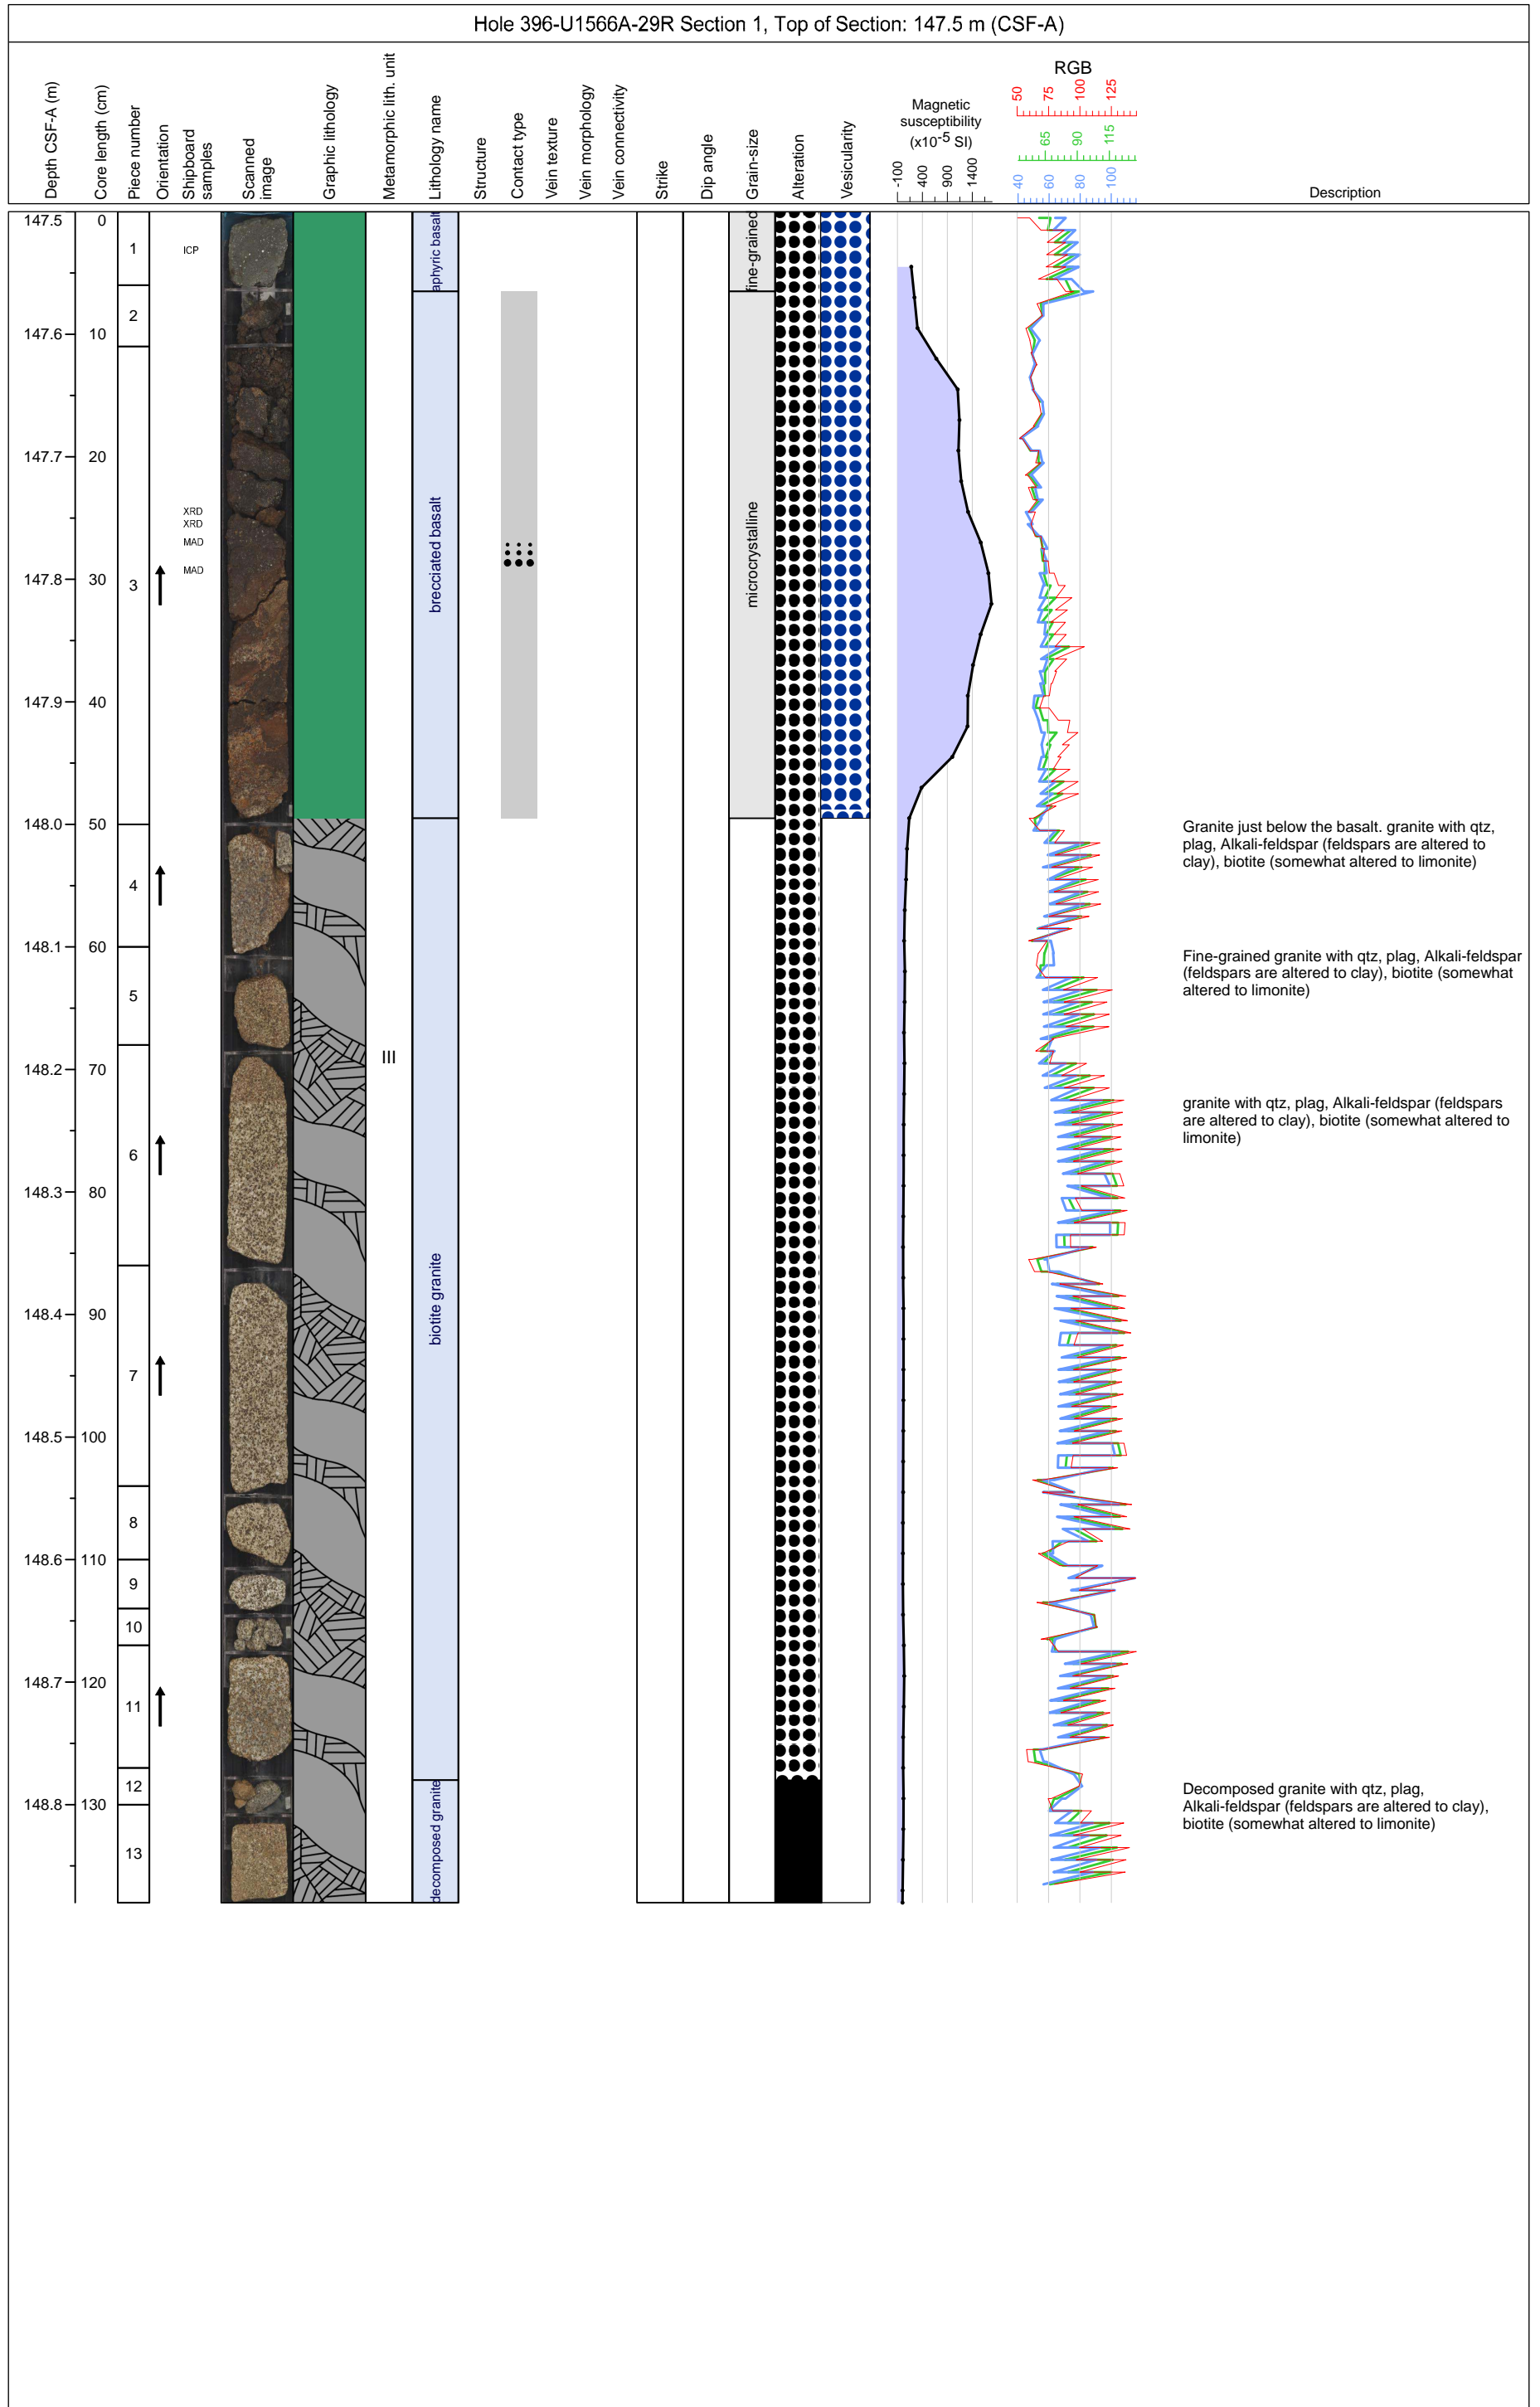 Hole 396-U1566A-29R Section 1, Top of Section: 147.5 m (CSF-A)
Depth CSF-A (m)
Core length (cm)
Piece number
Orientation
Shipboard
samples
Scanned
image
Graphic lithology
Metamorphic lith. unit
Lithology name
Structure
Contact type
Vein texture
Vein morphology
Vein connectivity
Strike
Dip angle
Grain-size
Alteration
Vesicularity
Magnetic
susceptibility
(x10-5 SI)
-100 400 900 1400
RGB
50 75 100 125
65 90 115
40 60 80 100
Description
147.5 0
1 ICP
aphyric basalt
fine-grained
2
147.6 10
147.7 20
XRD
XRD
MAD
MAD
147.8 30
3
brecciated basalt
microcrystalline
147.9 40
148.0 50
Granite just below the basalt. granite with qtz,
plag, Alkali-feldspar (feldspars are altered to
clay), biotite (somewhat altered to limonite)
4
148.1 60
Fine-grained granite with qtz, plag, Alkali-feldspar
(feldspars are altered to clay), biotite (somewhat
altered to limonite)
5
148.2 70
III
granite with qtz, plag, Alkali-feldspar (feldspars
are altered to clay), biotite (somewhat altered to
limonite)
6
148.3 80
biotite granite
148.4 90
7
148.5 100
8
148.6 110
9
10
148.7 120
11
12
148.8 130
decomposed granite
Decomposed granite with qtz, plag,
Alkali-feldspar (feldspars are altered to clay),
biotite (somewhat altered to limonite)
13